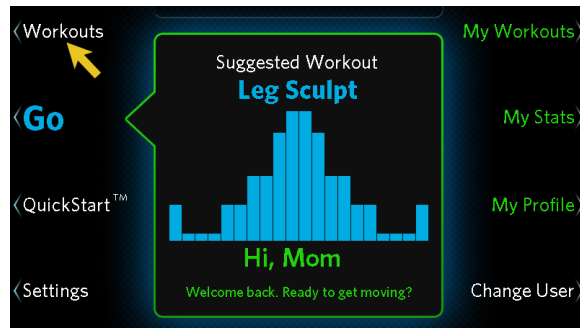 Workouts
Go
QuickStart™
Settings
Suggested Workout
Leg Sculpt
Hi, Mom
Welcome back. Ready to get moving?
My Workouts
My Stats
My Profile
Change User